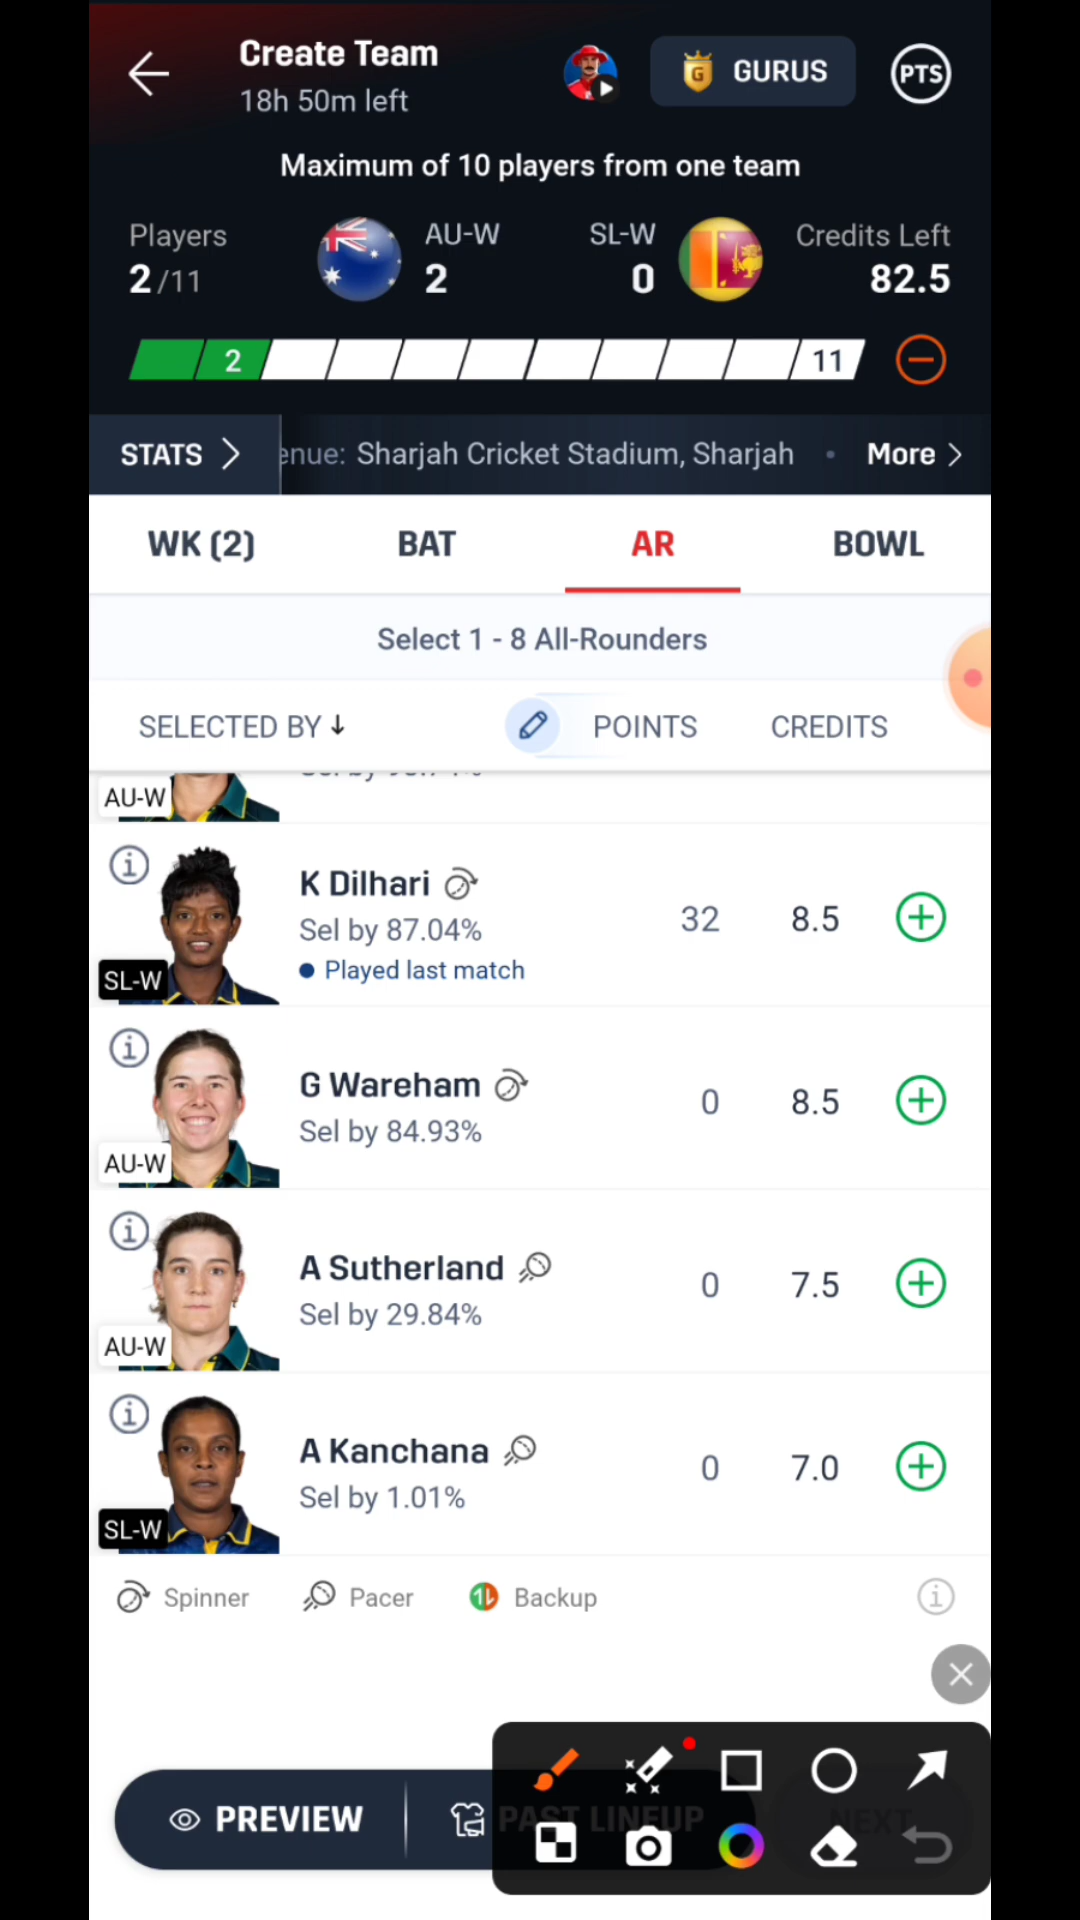 Create Team
18h 50m left
GURUS
PTS
Maximum of 10 players from one team
Players
2/11
AU-W
2
SL-W
0
Credits Left
82.5
2
11
STATS
enue: Sharjah Cricket Stadium, Sharjah
More
WK (2)
BAT
AR
BOWL
Select 1 - 8 All-Rounders
SELECTED BY
POINTS
CREDITS
AU-W
K Dilhari
Sel by 87.04%
Played last match
32
8.5
SL-W
G Wareham
Sel by 84.93%
0
8.5
AU-W
A Sutherland
Sel by 29.84%
0
7.5
AU-W
A Kanchana
Sel by 1.01%
0
7.0
SL-W
Spinner
Pacer
Backup
PREVIEW
PAST LINEUP
NEXT